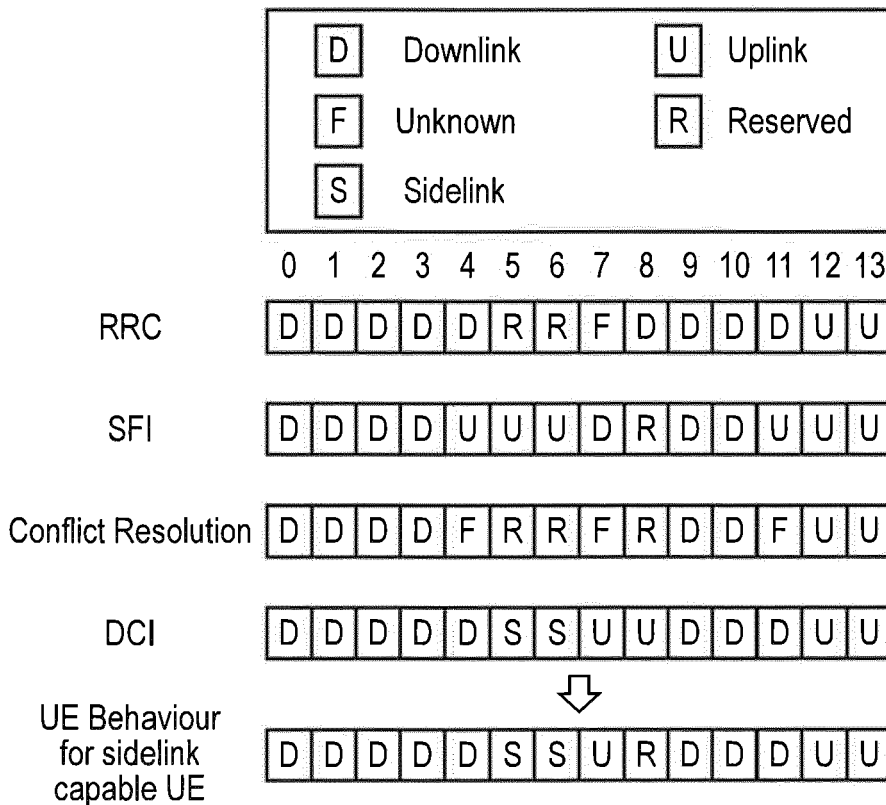 D Downlink U Uplink
F Unknown R Reserved
S Sidelink
0 1 2 3 4 5 6 7 8 9 10 11 12 13
RRC D D D D D R R F D D D D U U
SFI D D D D U U U D R D D U U U
Conflict Resolution D D D D F R R F R D D F U U
DCI D D D D D S S U U D D D U U
UE Behaviour
for sidelink
capable UE
D D D D D S S U R D D D U U